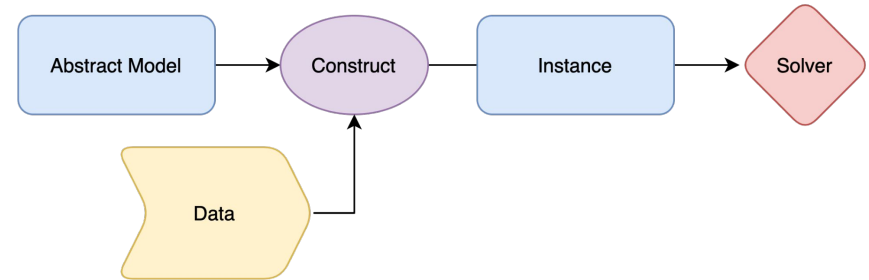 Abstract Model
Construct
Instance
Solver
Data